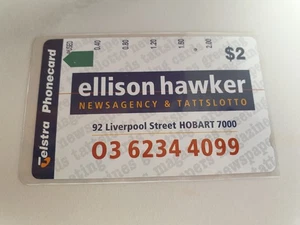 USED 0.40 0.80 1.20 1.60 2.00
$2
Telstra Phonecard
ellison hawker
NEWSAGENCY & TATTSLOTTO
92 Liverpool Street HOBART 7000
03 6234 4099